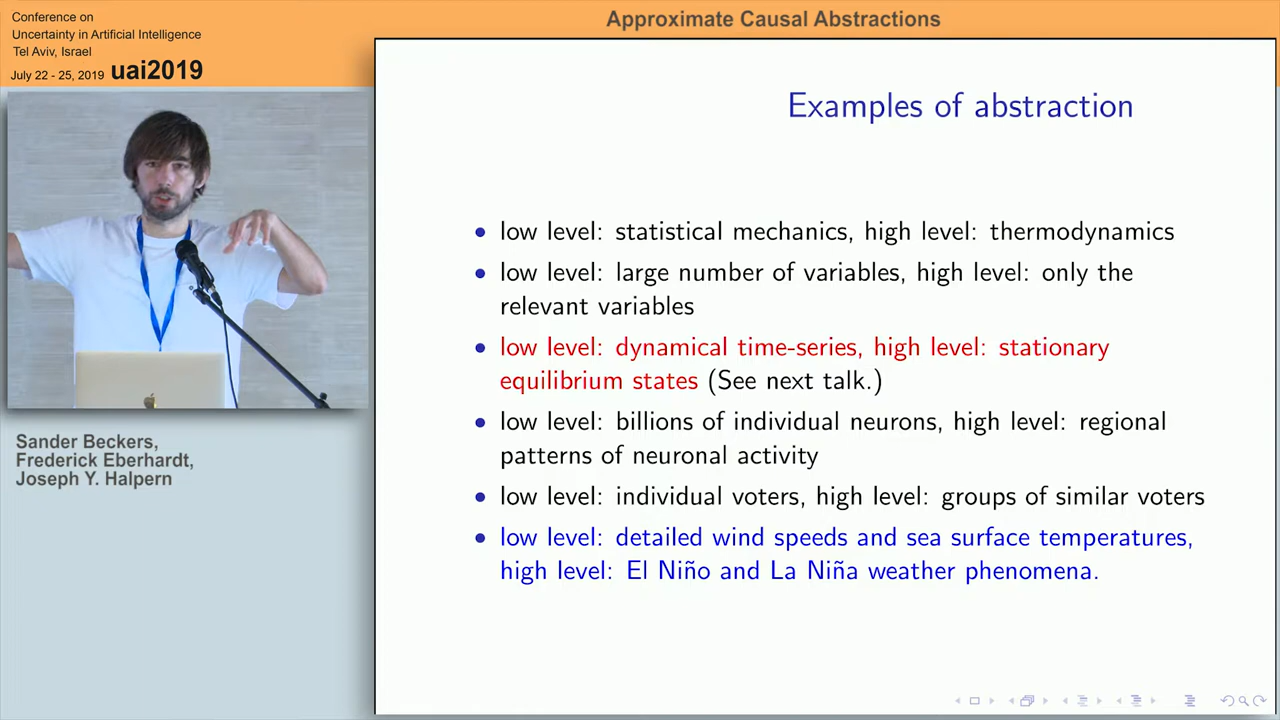 Conference on
Uncertainty in Artificial Intelligence
Tel Aviv, Israel
July 22 - 25, 2019 uai2019
Approximate Causal Abstractions
Examples of abstraction
• low level: statistical mechanics, high level: thermodynamics
• low level: large number of variables, high level: only the
relevant variables
• low level: dynamical time-series, high level: stationary
equilibrium states (See next talk.)
• low level: billions of individual neurons, high level: regional
patterns of neuronal activity
• low level: individual voters, high level: groups of similar voters
• low level: detailed wind speeds and sea surface temperatures,
high level: El Niño and La Niña weather phenomena.
Sander Beckers,
Frederick Eberhardt,
Joseph Y. Halpern